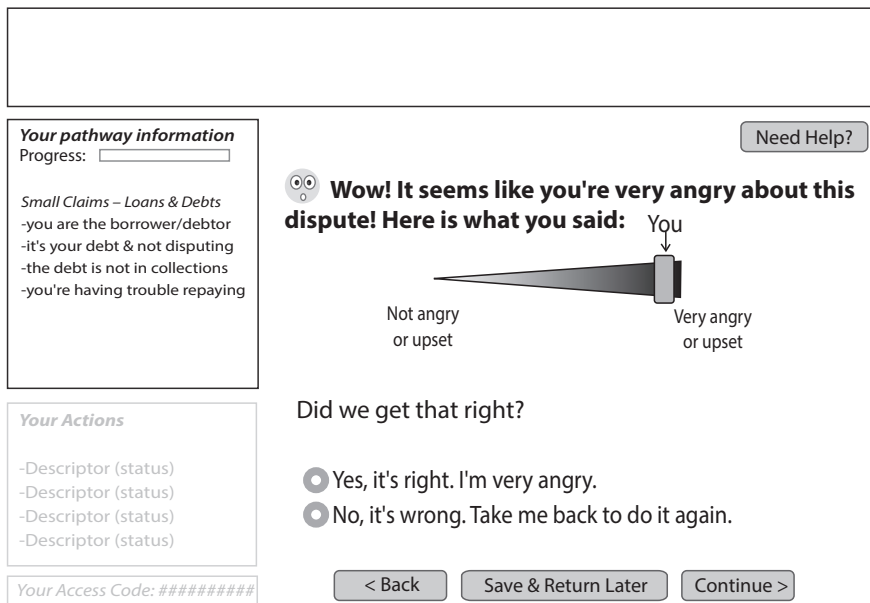 Your pathway information
Progress:
Small Claims – Loans & Debts
-you are the borrower/debtor
-it's your debt & not disputing
-the debt is not in collections
-you're having trouble repaying
Your Actions
-Descriptor (status)
-Descriptor (status)
-Descriptor (status)
-Descriptor (status)
Your Access Code: ##########
Need Help?
Wow! It seems like you're very angry about this
dispute! Here is what you said:
You
Not angry
or upset
Very angry
or upset
Did we get that right?
Yes, it's right. I'm very angry.
No, it's wrong. Take me back to do it again.
< Back
Save & Return Later
Continue >